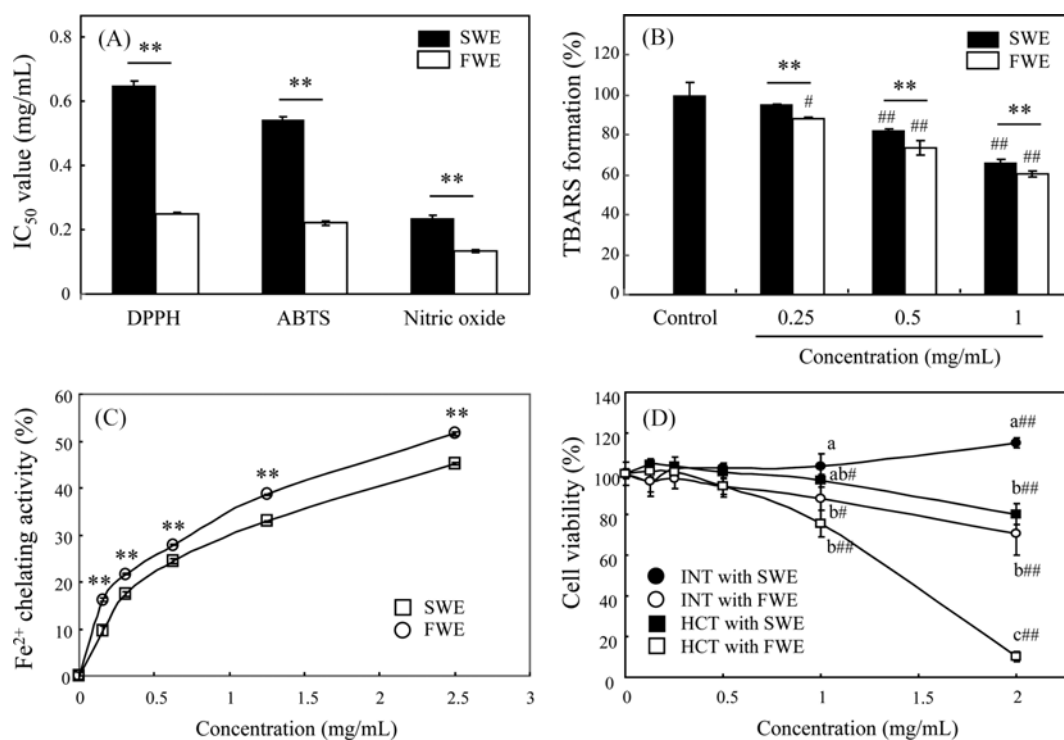 (A)
SWE
FWE
IC50 value (mg/mL)
0.8
0.6
0.4
0.2
0
**
**
**
DPPH ABTS Nitric oxide
(B)
SWE
FWE
TBARS formation (%)
120
100
80
60
40
20
0
**
#
**
## ##
**
## ##
Control 0.25 0.5 1
Concentration (mg/mL)
(C)
Fe2+ chelating activity (%)
60
50
40
30
20
10
0
** ** ** ** **
SWE
FWE
0 0.5 1 1.5 2 2.5 3
Concentration (mg/mL)
(D)
Cell viability (%)
140
120
100
80
60
40
20
0
a
a##
ab#
b##
b#
b##
b##
c##
INT with SWE
INT with FWE
HCT with SWE
HCT with FWE
0 0.5 1 2
Concentration (mg/mL)